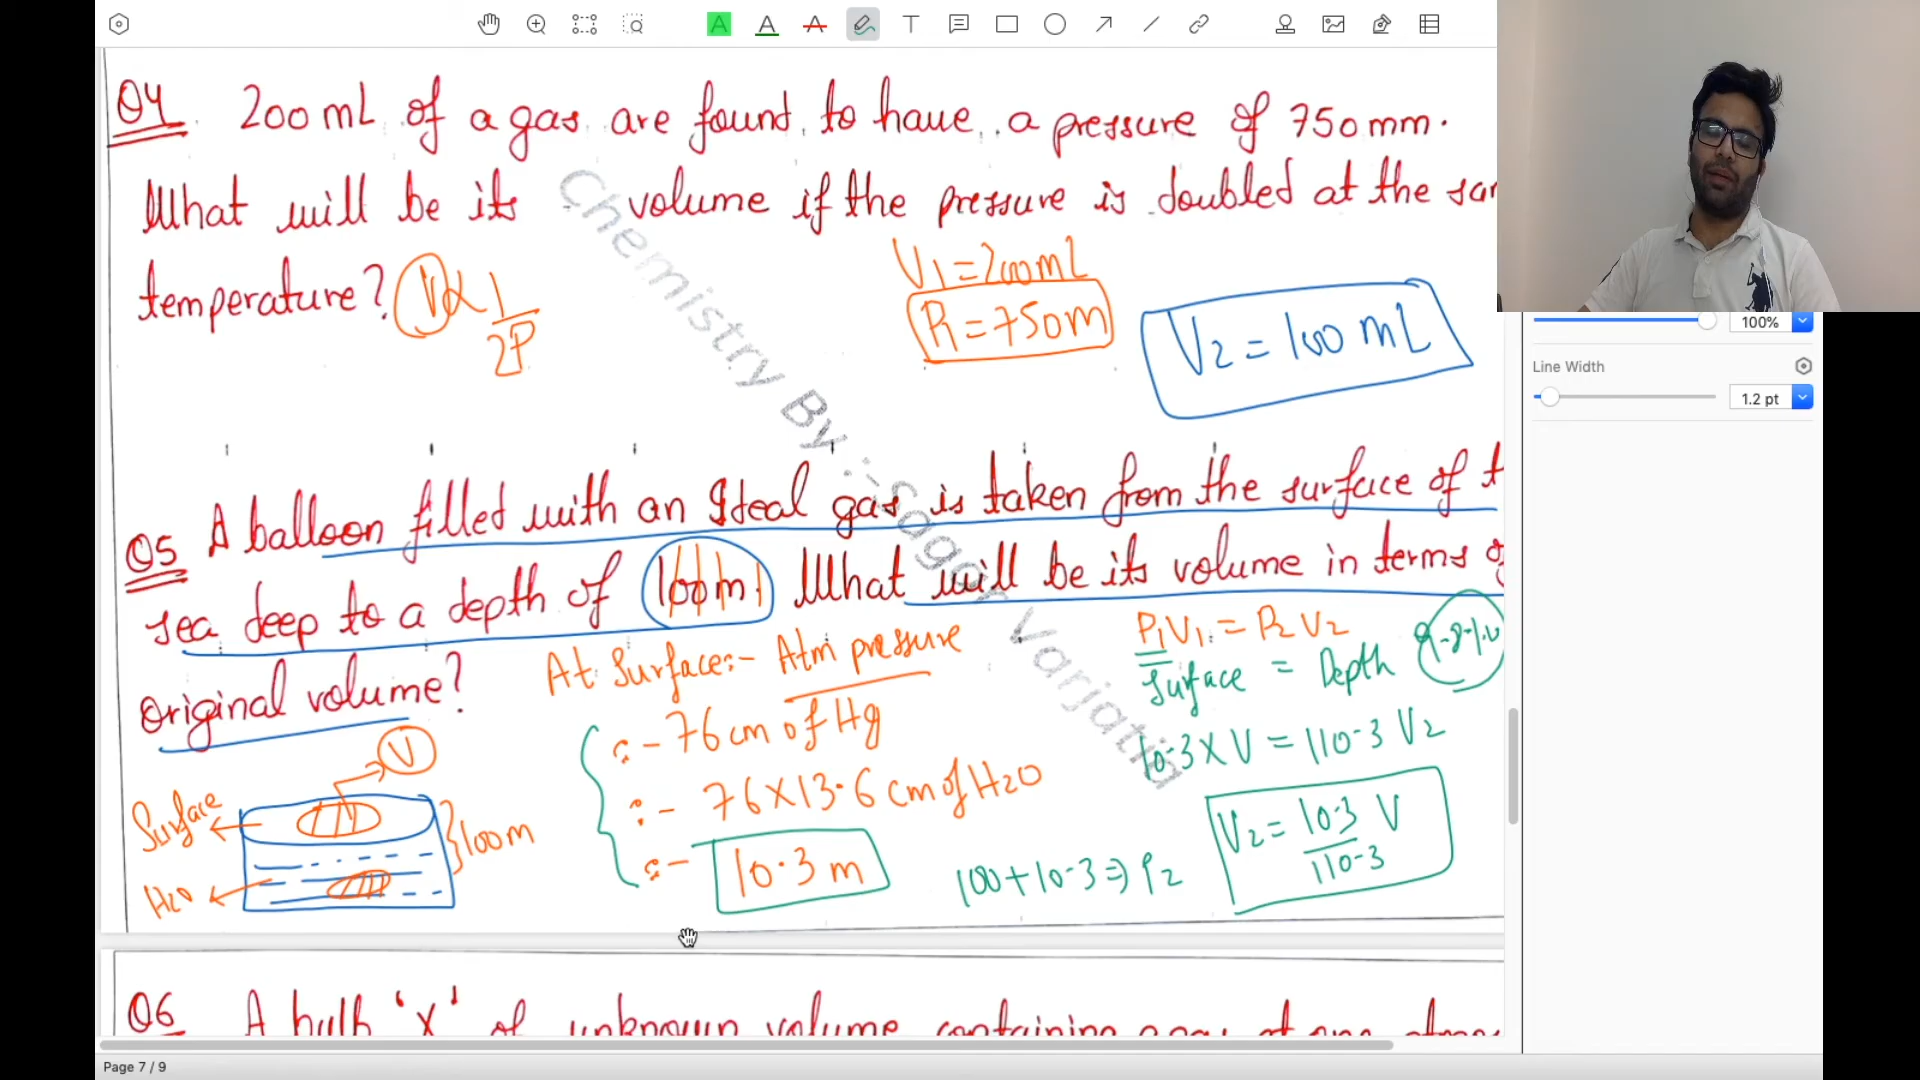 Q4. 200 mL of a gas are found to have a pressure of 750 mm.
What will be its volume if the pressure is doubled at the
temperature? V ∝ 1/2P
V1 = 200 mL
P1 = 750 m
V2 = 100 mL
Q5 A balloon filled with an Ideal gas is taken from the surface of
sea deep to a depth of 100 m. What will be its volume in terms
original volume?
At Surface:- Atm pressure
:- 76 cm of Hg
:- 76 X 13.6 cm of H2O
:- 10.3 m
P1V1 = P2V2
Surface = Depth
10.3 X V = 110.3 V2
100 + 10.3 ⇒ P2
V2 = 10.3/110.3 V
V
Surface
H2O
100m
Chemistry By :- Sagar Varjatia
Q6 A bulb 'X' of unknown volume containing a gas at one
100%
Line Width
1.2 pt
Page 7 / 9